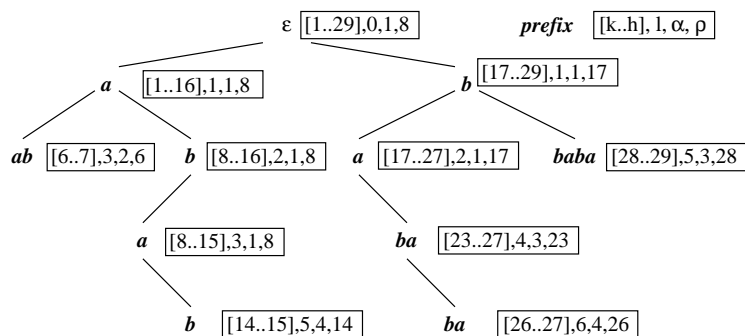 ε [1..29],0,1,8 prefix [k..h], l, α, ρ
a [1..16],1,1,8 b [17..29],1,1,17
ab [6..7],3,2,6 b [8..16],2,1,8 a [17..27],2,1,17 baba [28..29],5,3,28
a [8..15],3,1,8 ba [23..27],4,3,23
b [14..15],5,4,14 ba [26..27],6,4,26